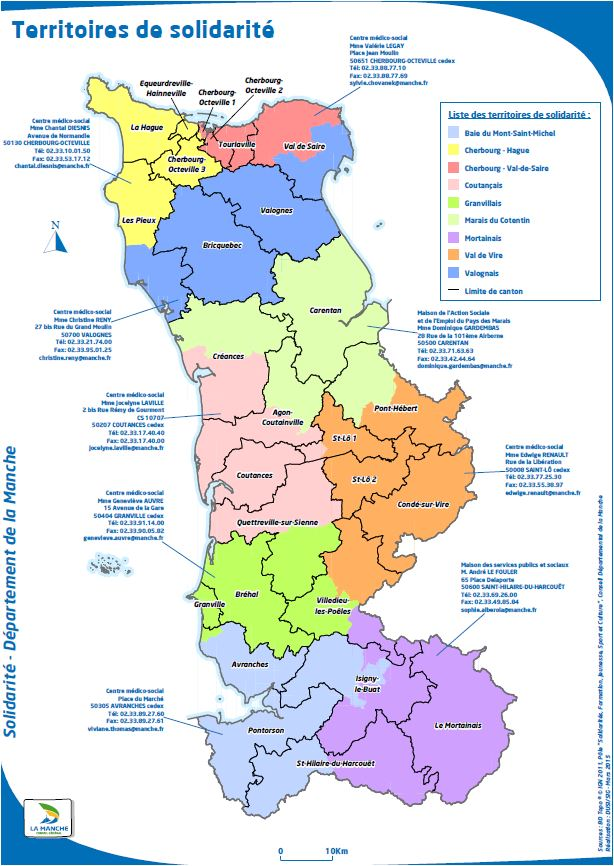 Territoires de solidarité
Centre médico-social
Mme Valérie LEGAY
Place Jean Moulin
50651 CHERBOURG-OCTEVILLE cedex
Tél: 02.33.88.77.10
Fax: 02.33.88.77.69
sylvie.chovanek@manche.fr
Equeurdreville-
Hainneville
Cherbourg-
Octeville 1
Cherbourg-
Octeville 2
La Hague
Tourlaville
Val de Saire
Cherbourg-
Octeville 3
Les Pieux
Centre médico-social
Mme Chantal DIESNIS
Avenue de Normandie
50130 CHERBOURG-OCTEVILLE
Tél: 02.33.10.01.50
Fax: 02.33.53.17.12
chantal.diesnis@manche.fr
Liste des territoires de solidarité :
Baie du Mont-Saint-Michel
Cherbourg - Hague
Cherbourg - Val-de-Saire
Coutançais
Granvillais
Marais du Cotentin
Mortainais
Val de Vire
Valognais
Limite de canton
N
Valognes
Bricquebec
Centre médico-social
Mme Christine RENY
27 bis Rue du Grand Moulin
50700 VALOGNES
Tél: 02.33.21.74.00
Fax: 02.33.95.01.25
christine.reny@manche.fr
Carentan
Créances
Maison de l'Action Sociale
et de l'Emploi du Pays des Marais
Mme Dominique GARDEMBAS
28 Rue de la 101ème Airborne
50500 CARENTAN
Tél: 02.33.71.63.63
Fax: 02.33.42.44.64
dominique.gardembas@manche.fr
Centre médico-social
Mme Jocelyne LAVILLE
2 bis Rue Rémy de Gourmont
CS 10707
50207 COUTANCES cedex
Tél: 02.33.17.40.40
Fax: 02.33.17.40.00
jocelyne.laville@manche.fr
Agon-
Coutainville
Pont-Hébert
St-Lô 1
St-Lô 2
Coutances
Condé-sur-Vire
Quettreville-sur-Sienne
Centre médico-social
Mme Edwige RENAULT
Rue de la Libération
50008 SAINT-LÔ cedex
Tél: 02.33.77.25.30
Fax: 02.33.55.38.97
edwige.renault@manche.fr
Centre médico-social
Mme Geneviève AUVRE
15 Avenue de la Gare
50404 GRANVILLE cedex
Tél: 02.33.91.14.00
Fax: 02.33.90.05.82
genevieve.auvre@manche.fr
Maison des services publics et sociaux
M. André LE FOULER
65 Place Delaporte
50600 SAINT-HILAIRE-DU-HARCOUËT
Tél: 02.33.69.26.00
Fax: 02.33.49.05.84
sophie.alberola@manche.fr
Bréhal
Granville
Villedieu-
les-Poêles
Avranches
Isigny-
le-Buat
Pontorson
Le Mortainais
St-Hilaire-du-Harcouët
Centre médico-social
Place du Marché
50305 AVRANCHES cedex
Tél: 02.33.89.27.60
Fax: 02.33.89.27.61
viviane.thomas@manche.fr
Solidarité - Département de la Manche
LA MANCHE
0 10Km
Sources : BD Topo ® © IGN 2011, Pôle "Solidarités, Formation, Jeunesse, Sport et Culture", Conseil Départemental de la Manche